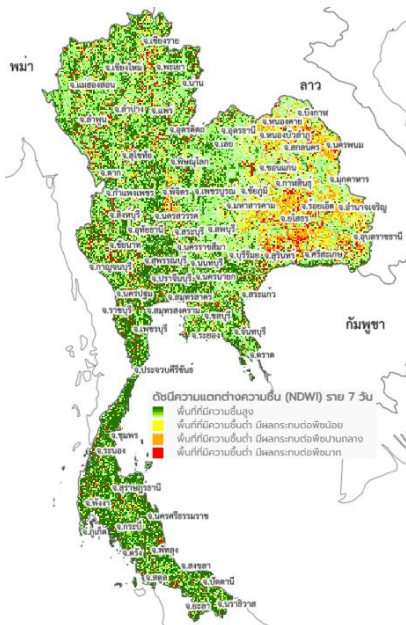 จ.เชียงราย
พม่า
จ.เชียงใหม่
จ.พะเยา
ลาว
จ.แม่ฮ่องสอน
จ.น่าน
จ.ลำปาง
จ.แพร่
จ.ลำพูน
จ.อุตรดิตถ์
จ.อุดรธานี
จ.บึงกาฬ
จ.หนองคาย
จ.หนองบัวลำภู
จ.เลย
จ.สกลนคร
จ.นครพนม
จ.สุโขทัย
จ.พิษณุโลก
จ.ตาก
จ.ขอนแก่น
จ.มุกดาหาร
จ.กำแพงเพชร
จ.พิจิตร
จ.เพชรบูรณ์
จ.ชัยภูมิ
จ.กาฬสินธุ์
จ.มหาสารคาม
จ.ร้อยเอ็ด
จ.อำนาจเจริญ
จ.สิงห์บุรี
จ.นครสวรรค์
จ.ยโสธร
จ.อุทัยธานี
จ.สระบุรี
จ.ลพบุรี
จ.อุบลราชธานี
จ.ชัยนาท
จ.นครราชสีมา
จ.บุรีรัมย์
จ.สุรินทร์
จ.ศรีสะเกษ
จ.สุพรรณบุรี
จ.นนทบุรี
จ.กาญจนบุรี
จ.ปราจีนบุรี
จ.นครนายก
จ.สระแก้ว
จ.นครปฐม
จ.สมุทรสาคร
จ.ราชบุรี
จ.สมุทรสงคราม
จ.ชลบุรี
กัมพูชา
จ.เพชรบุรี
จ.ระยอง
จ.จันทบุรี
จ.ตราด
จ.ประจวบคีรีขันธ์
ดัชนีความแตกต่างความชื้น (NDWI) ราย 7 วัน
พื้นที่ที่มีความชื้นสูง
พื้นที่ที่มีความชื้นต่ำ มีผลกระทบต่อพืชน้อย
พื้นที่ที่มีความชื้นต่ำ มีผลกระทบต่อพืชปานกลาง
พื้นที่ที่มีความชื้นต่ำ มีผลกระทบต่อพืชมาก
จ.ชุมพร
จ.ระนอง
จ.สุราษฎร์ธานี
จ.พังงา
จ.นครศรีธรรมราช
จ.กระบี่
จ.ภูเก็ต
จ.ตรัง
จ.พัทลุง
จ.สงขลา
จ.สตูล
จ.ปัตตานี
จ.ยะลา
จ.นราธิวาส